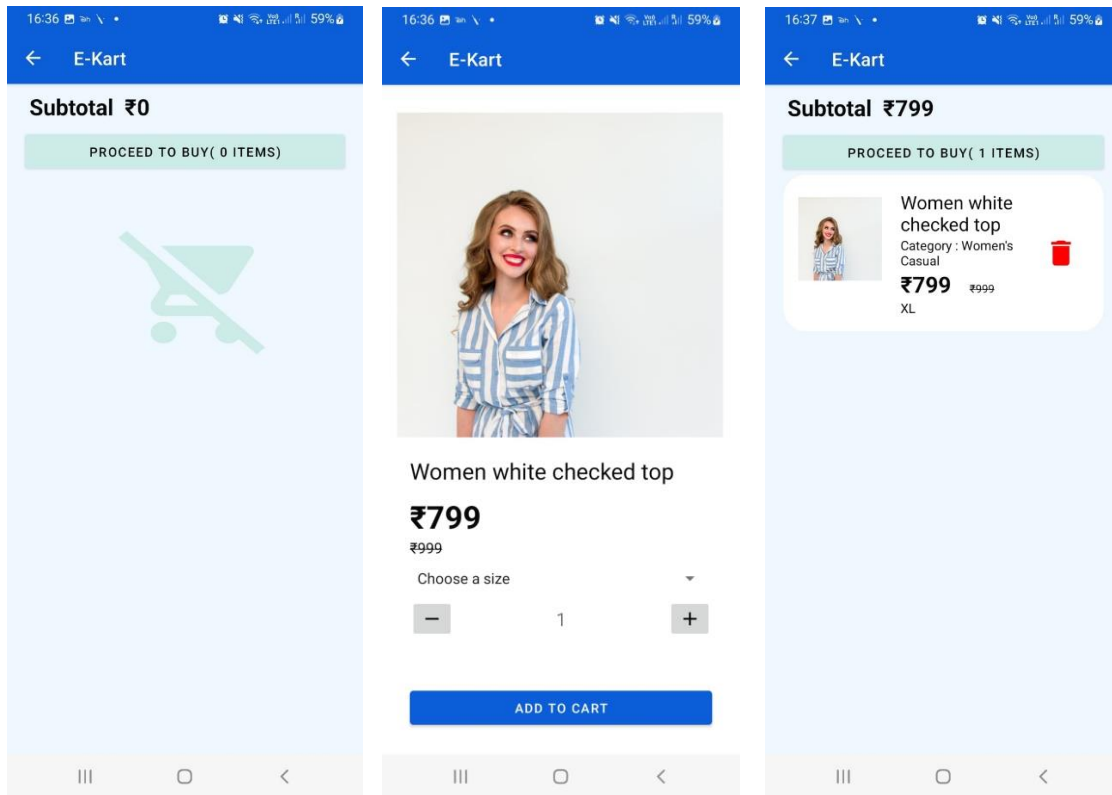 16:36
59%
E-Kart
Subtotal ₹0
PROCEED TO BUY( 0 ITEMS)
16:36
59%
E-Kart
Women white checked top
₹799
₹999
Choose a size
1
ADD TO CART
16:37
59%
E-Kart
Subtotal ₹799
PROCEED TO BUY( 1 ITEMS)
Women white
checked top
Category : Women's
Casual
₹799 ₹999
XL